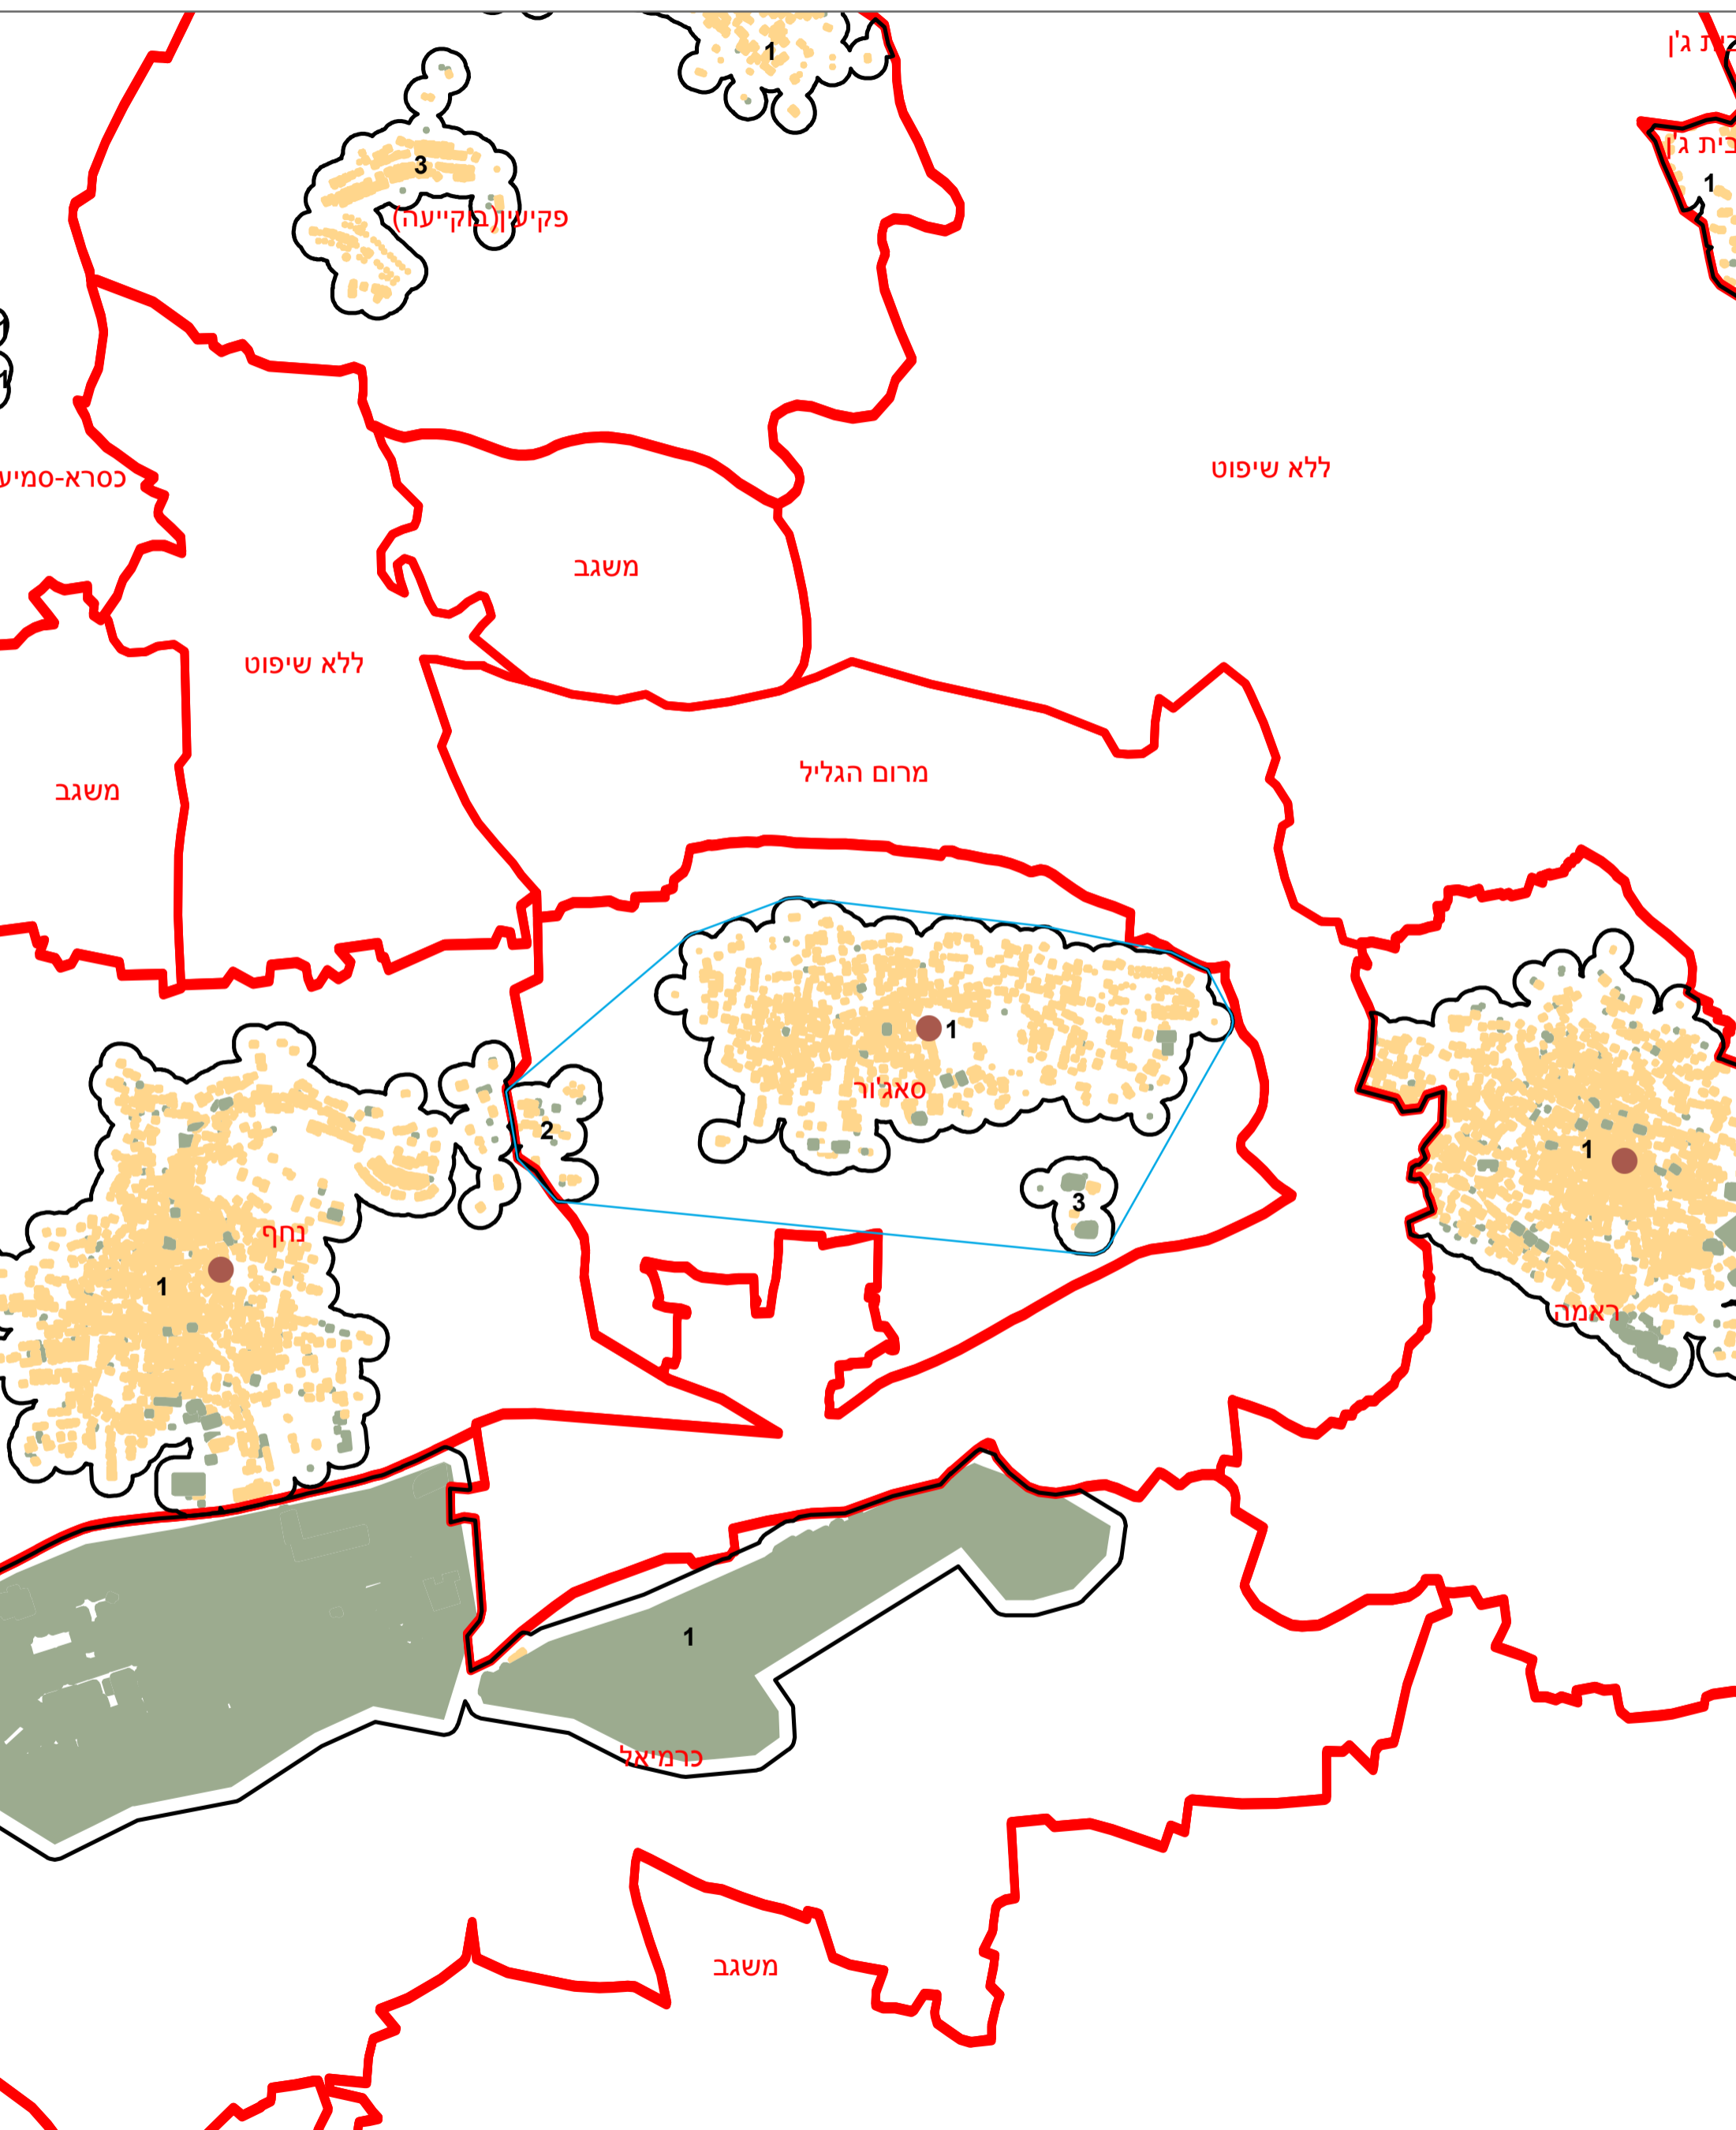 1
בית ג'ן
3
בית ג'ן
1
פקיעין(בוקייעה)
1
ללא שיפוט
כסרא-סמיע
משגב
ללא שיפוט
מרום הגליל
משגב
1
סאג'ור
2
1
3
נחף
1
ראמה
1
כרמיאל
משגב